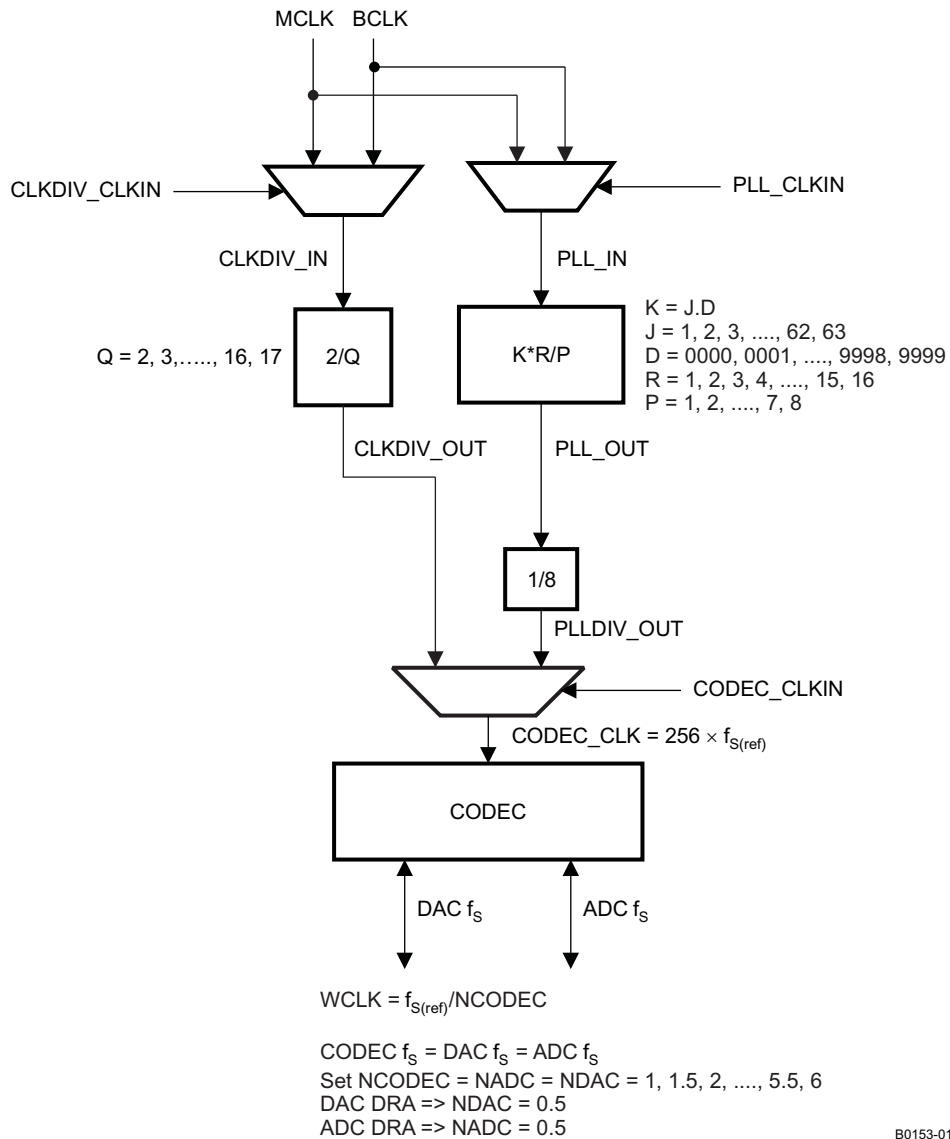 MCLK BCLK
CLKDIV_CLKIN
PLL_CLKIN
CLKDIV_IN
PLL_IN
Q = 2, 3,....., 16, 17
2/Q
K*R/P
K = J.D
J = 1, 2, 3, ...., 62, 63
D = 0000, 0001, ...., 9998, 9999
R = 1, 2, 3, 4, ...., 15, 16
P = 1, 2, ...., 7, 8
CLKDIV_OUT
PLL_OUT
1/8
PLLDIV_OUT
CODEC_CLKIN
CODEC_CLK = 256 × fS(ref)
CODEC
DAC fS
ADC fS
WCLK = fS(ref)/NCODEC
CODEC fS = DAC fS = ADC fS
Set NCODEC = NADC = NDAC = 1, 1.5, 2, ...., 5.5, 6
DAC DRA => NDAC = 0.5
ADC DRA => NADC = 0.5
B0153-01